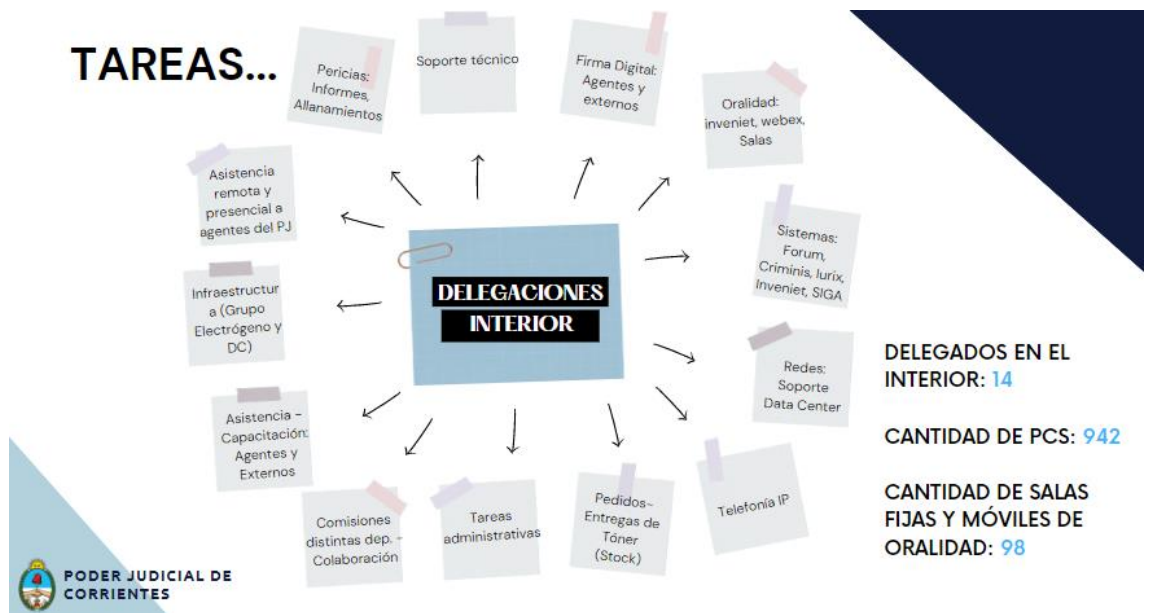 TAREAS...
Pericias:
Informes,
Allanamientos
Soporte técnico
Firma Digital:
Agentes y
externos
Oralidad:
inveniet, webex,
Salas
Asistencia
remota y
presencial a
agentes del PJ
Sistemas:
Forum,
Criminis, Iurix,
Inveniet, SIGA
DELEGACIONES
INTERIOR
Infraestructur
a (Grupo
Electrógeno y
DC)
Redes:
Soporte
Data Center
Asistencia -
Capacitación:
Agentes y
Externos
Comisiones
distintas dep. -
Colaboración
Tareas
administrativas
Pedidos-
Entregas de
Tóner
(Stock)
Telefonía IP
DELEGADOS EN EL
INTERIOR: 14
CANTIDAD DE PCS: 942
CANTIDAD DE SALAS
FIJAS Y MÓVILES DE
ORALIDAD: 98
PODER JUDICIAL DE
CORRIENTES